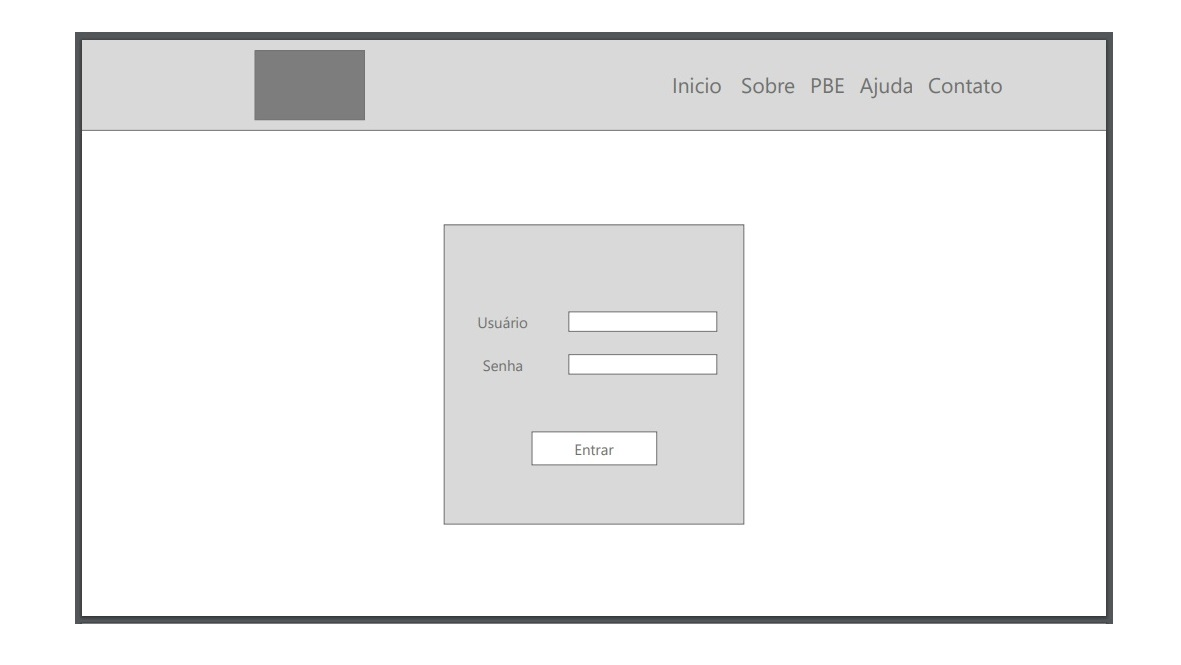 Inicio Sobre PBE Ajuda Contato
Usuário
Senha
Entrar